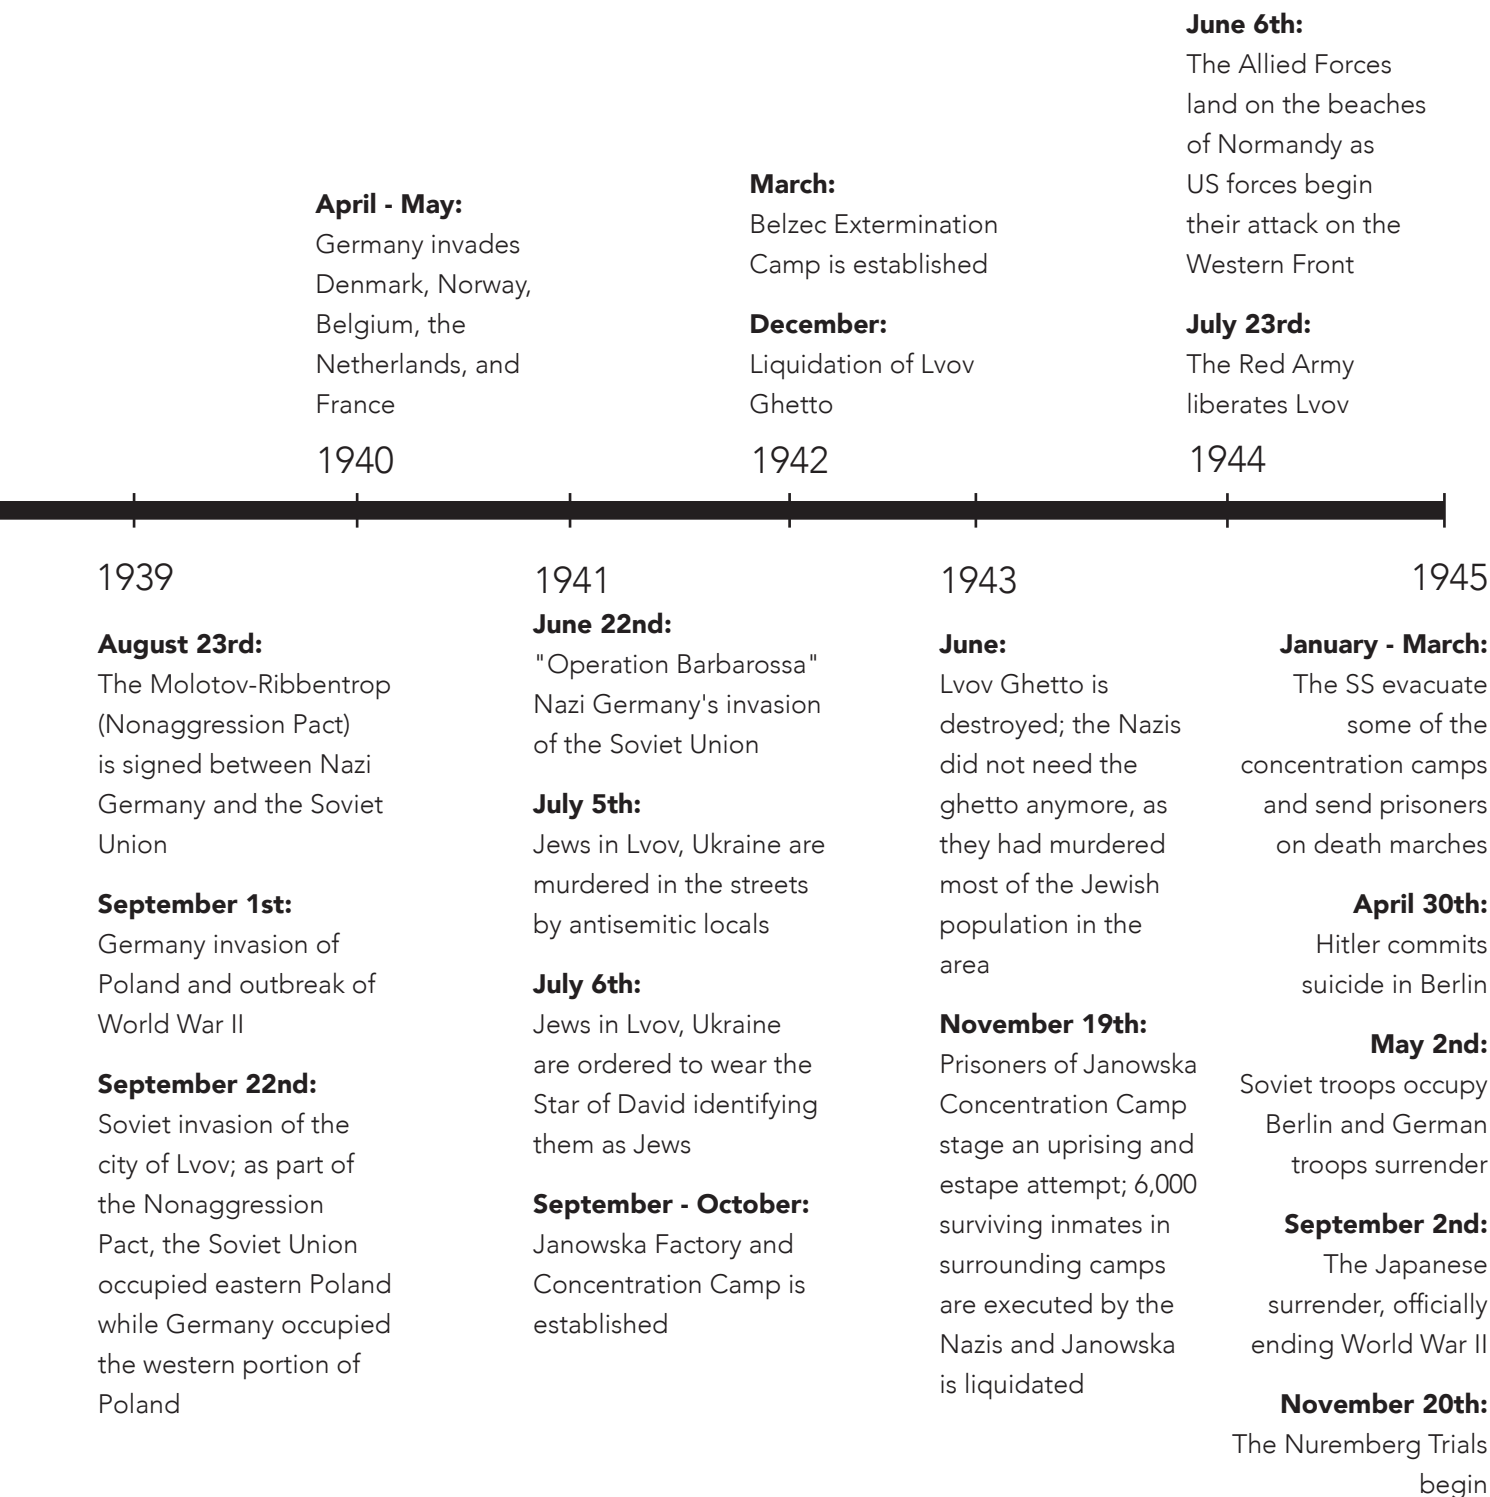 June 6th:
The Allied Forces
land on the beaches
of Normandy as
US forces begin
their attack on the
Western Front
July 23rd:
The Red Army
liberates Lvov
1944
March:
Belzec Extermination
Camp is established
December:
Liquidation of Lvov
Ghetto
1942
April - May:
Germany invades
Denmark, Norway,
Belgium, the
Netherlands, and
France
1940
1939
August 23rd:
The Molotov-Ribbentrop
(Nonaggression Pact)
is signed between Nazi
Germany and the Soviet
Union
September 1st:
Germany invasion of
Poland and outbreak of
World War II
September 22nd:
Soviet invasion of the
city of Lvov; as part of
the Nonaggression
Pact, the Soviet Union
occupied eastern Poland
while Germany occupied
the western portion of
Poland
1941
June 22nd:
"Operation Barbarossa"
Nazi Germany's invasion
of the Soviet Union
July 5th:
Jews in Lvov, Ukraine are
murdered in the streets
by antisemitic locals
July 6th:
Jews in Lvov, Ukraine
are ordered to wear the
Star of David identifying
them as Jews
September - October:
Janowska Factory and
Concentration Camp is
established
1943
June:
Lvov Ghetto is
destroyed; the Nazis
did not need the
ghetto anymore, as
they had murdered
most of the Jewish
population in the
area
November 19th:
Prisoners of Janowska
Concentration Camp
stage an uprising and
estape attempt; 6,000
surviving inmates in
surrounding camps
are executed by the
Nazis and Janowska
is liquidated
1945
January - March:
The SS evacuate
some of the
concentration camps
and send prisoners
on death marches
April 30th:
Hitler commits
suicide in Berlin
May 2nd:
Soviet troops occupy
Berlin and German
troops surrender
September 2nd:
The Japanese
surrender, officially
ending World War II
November 20th:
The Nuremberg Trials
begin